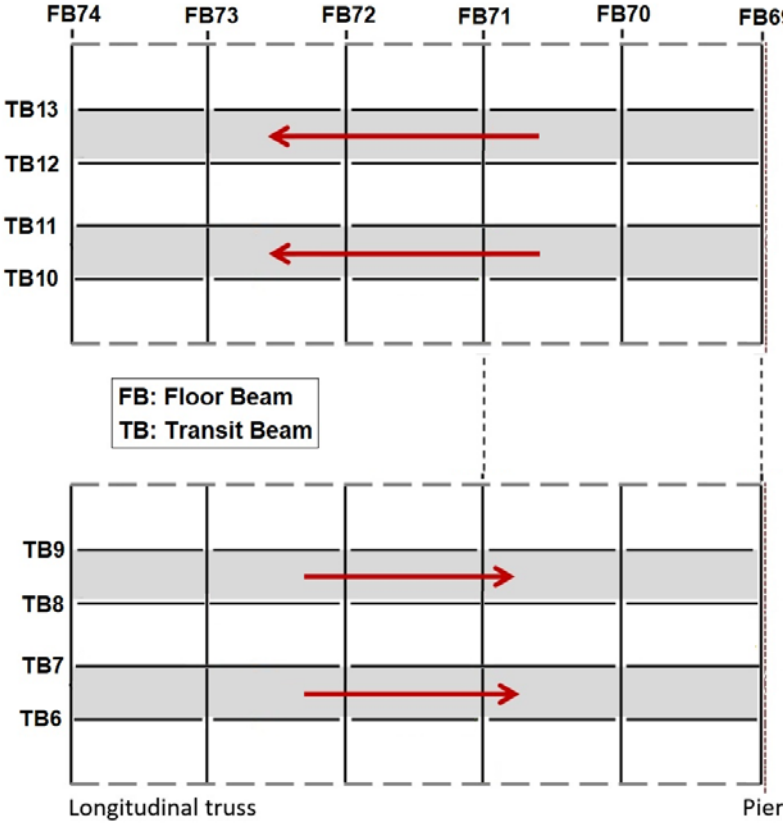 FB74 FB73 FB72 FB71 FB70 FB69
TB13
TB12
TB11
TB10
FB: Floor Beam
TB: Transit Beam
TB9
TB8
TB7
TB6
Longitudinal truss
Pier